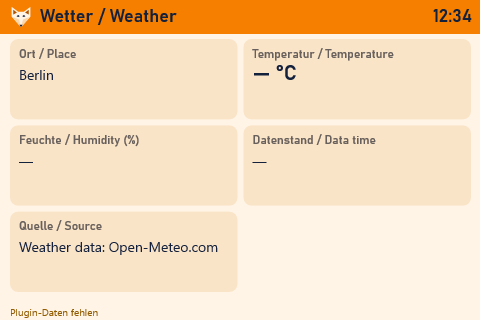 Wetter / Weather
12:34
Ort / Place
Berlin
Temperatur / Temperature
— °C
Feuchte / Humidity (%)
—
Datenstand / Data time
—
Quelle / Source
Weather data: Open-Meteo.com
Plugin-Daten fehlen